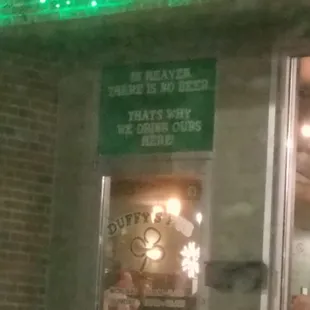 IN HEAVEN
THERE IS NO BEER
THATS WHY
WE DRINK OURS
HERE!
DUFFY'S